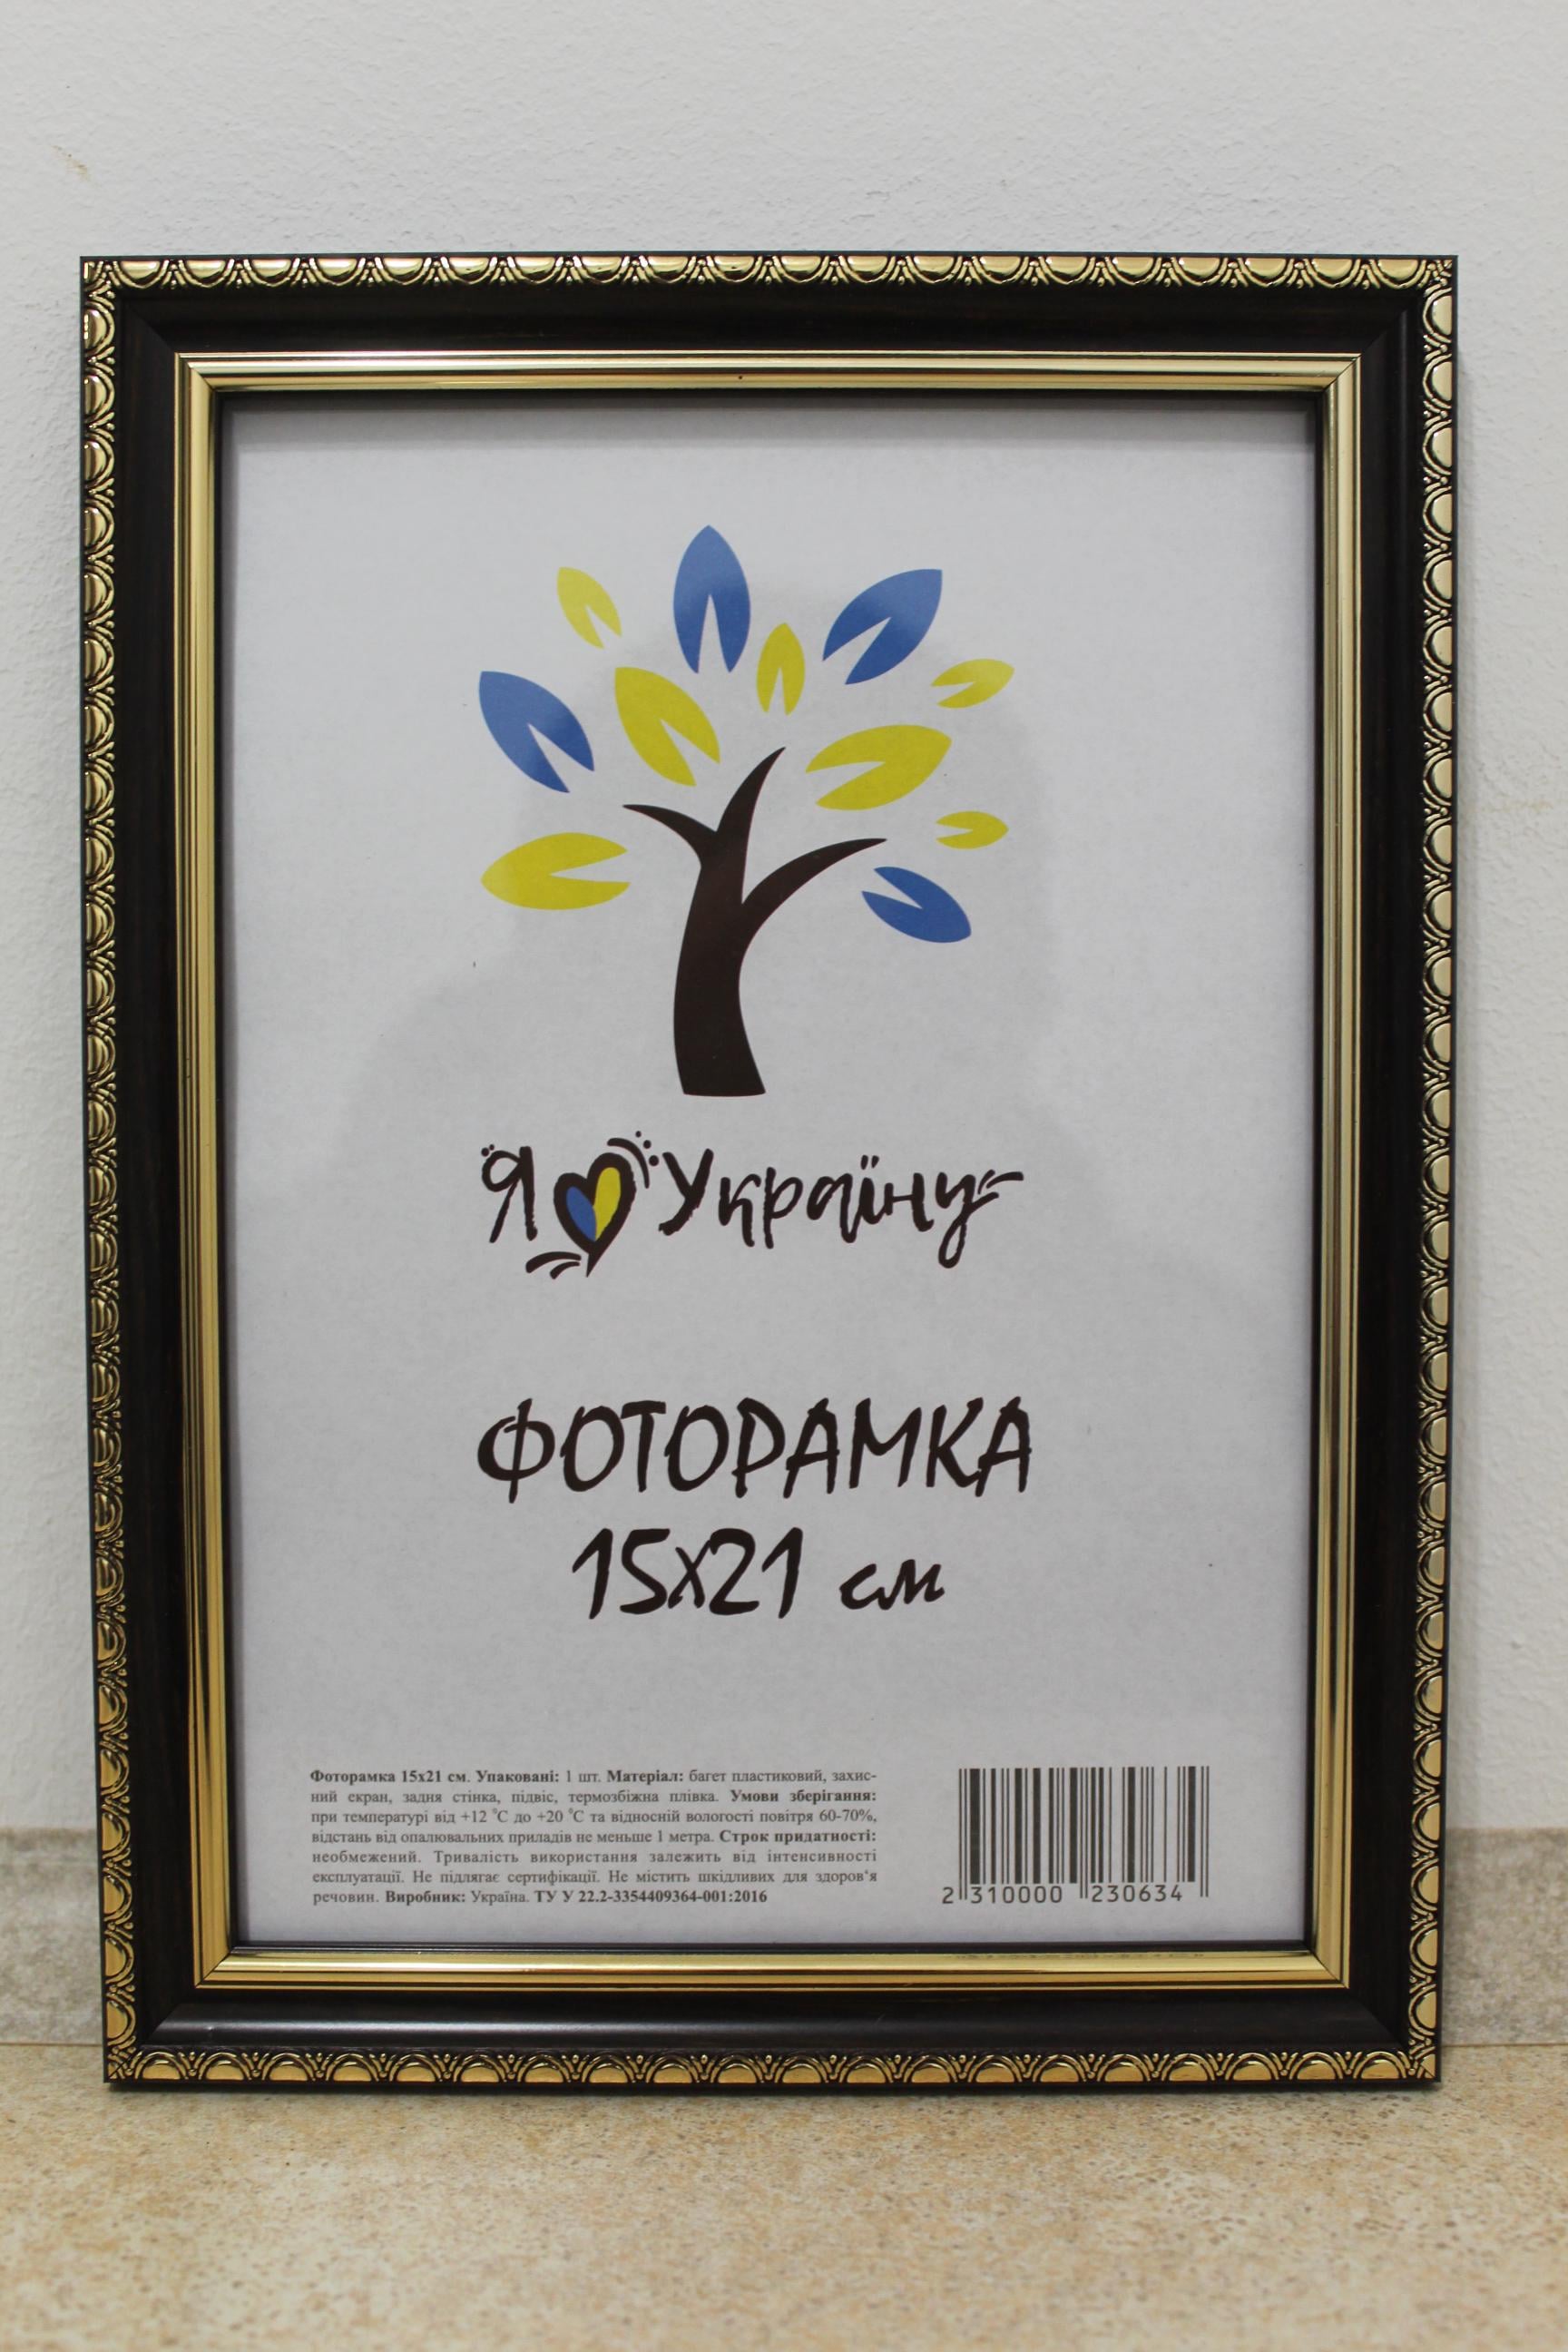 Я Україну
ФОТОРАМКА
15х21 см
Фоторамка 15х21 см. Упаковані: 1 шт. Матеріал: багет пластиковий, захис-
ний екран, задня стінка, підвіс, термозбіжна плівка. Умови зберігання:
при температурі від +12 °С до +20 °С та відносній вологості повітря 60-70%,
відстань від опалювальних приладів не меньше 1 метра. Строк придатності:
необмежений. Тривалість використання залежить від інтенсивності
експлуатації. Не підлягає сертифікації. Не містить шкідливих для здоров'я
речовин. Виробник: Україна. ТУ У 22.2-3354409364-001:2016
2 310000 230634